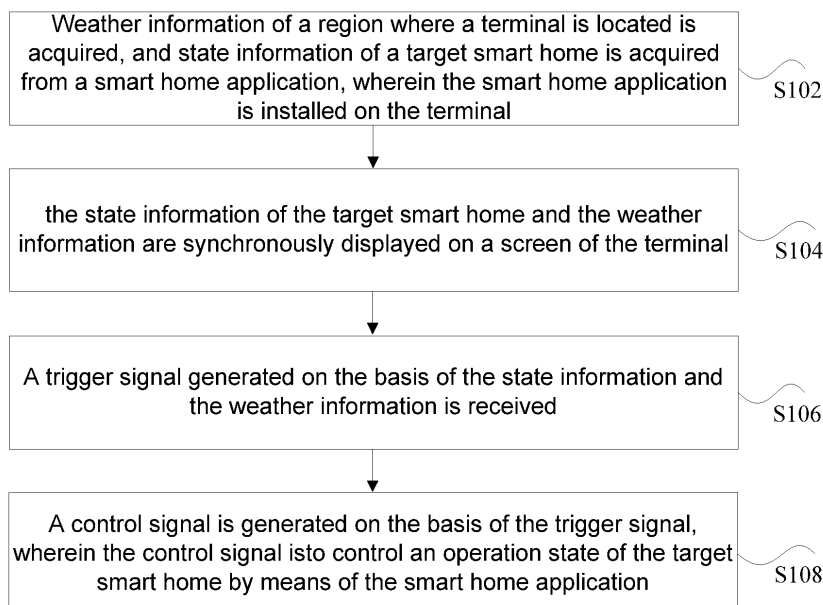 Weather information of a region where a terminal is located is
acquired, and state information of a target smart home is acquired
from a smart home application, wherein the smart home application
is installed on the terminal
S102
the state information of the target smart home and the weather
information are synchronously displayed on a screen of the terminal
S104
A trigger signal generated on the basis of the state information and
the weather information is received
S106
A control signal is generated on the basis of the trigger signal,
wherein the control signal isto control an operation state of the target
smart home by means of the smart home application
S108